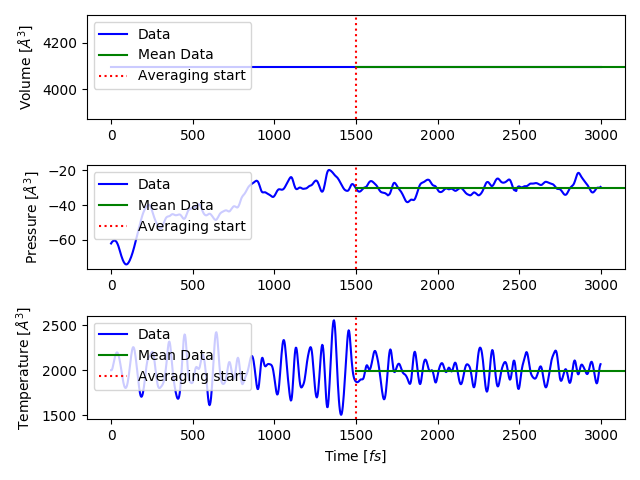 4200
4000
Volume [Å³]
Data
Mean Data
Averaging start
0 500 1000 1500 2000 2500 3000
−20
−40
−60
Pressure [Å³]
Data
Mean Data
Averaging start
0 500 1000 1500 2000 2500 3000
2500
2000
1500
Temperature [Å³]
Data
Mean Data
Averaging start
0 500 1000 1500 2000 2500 3000
Time [fs]